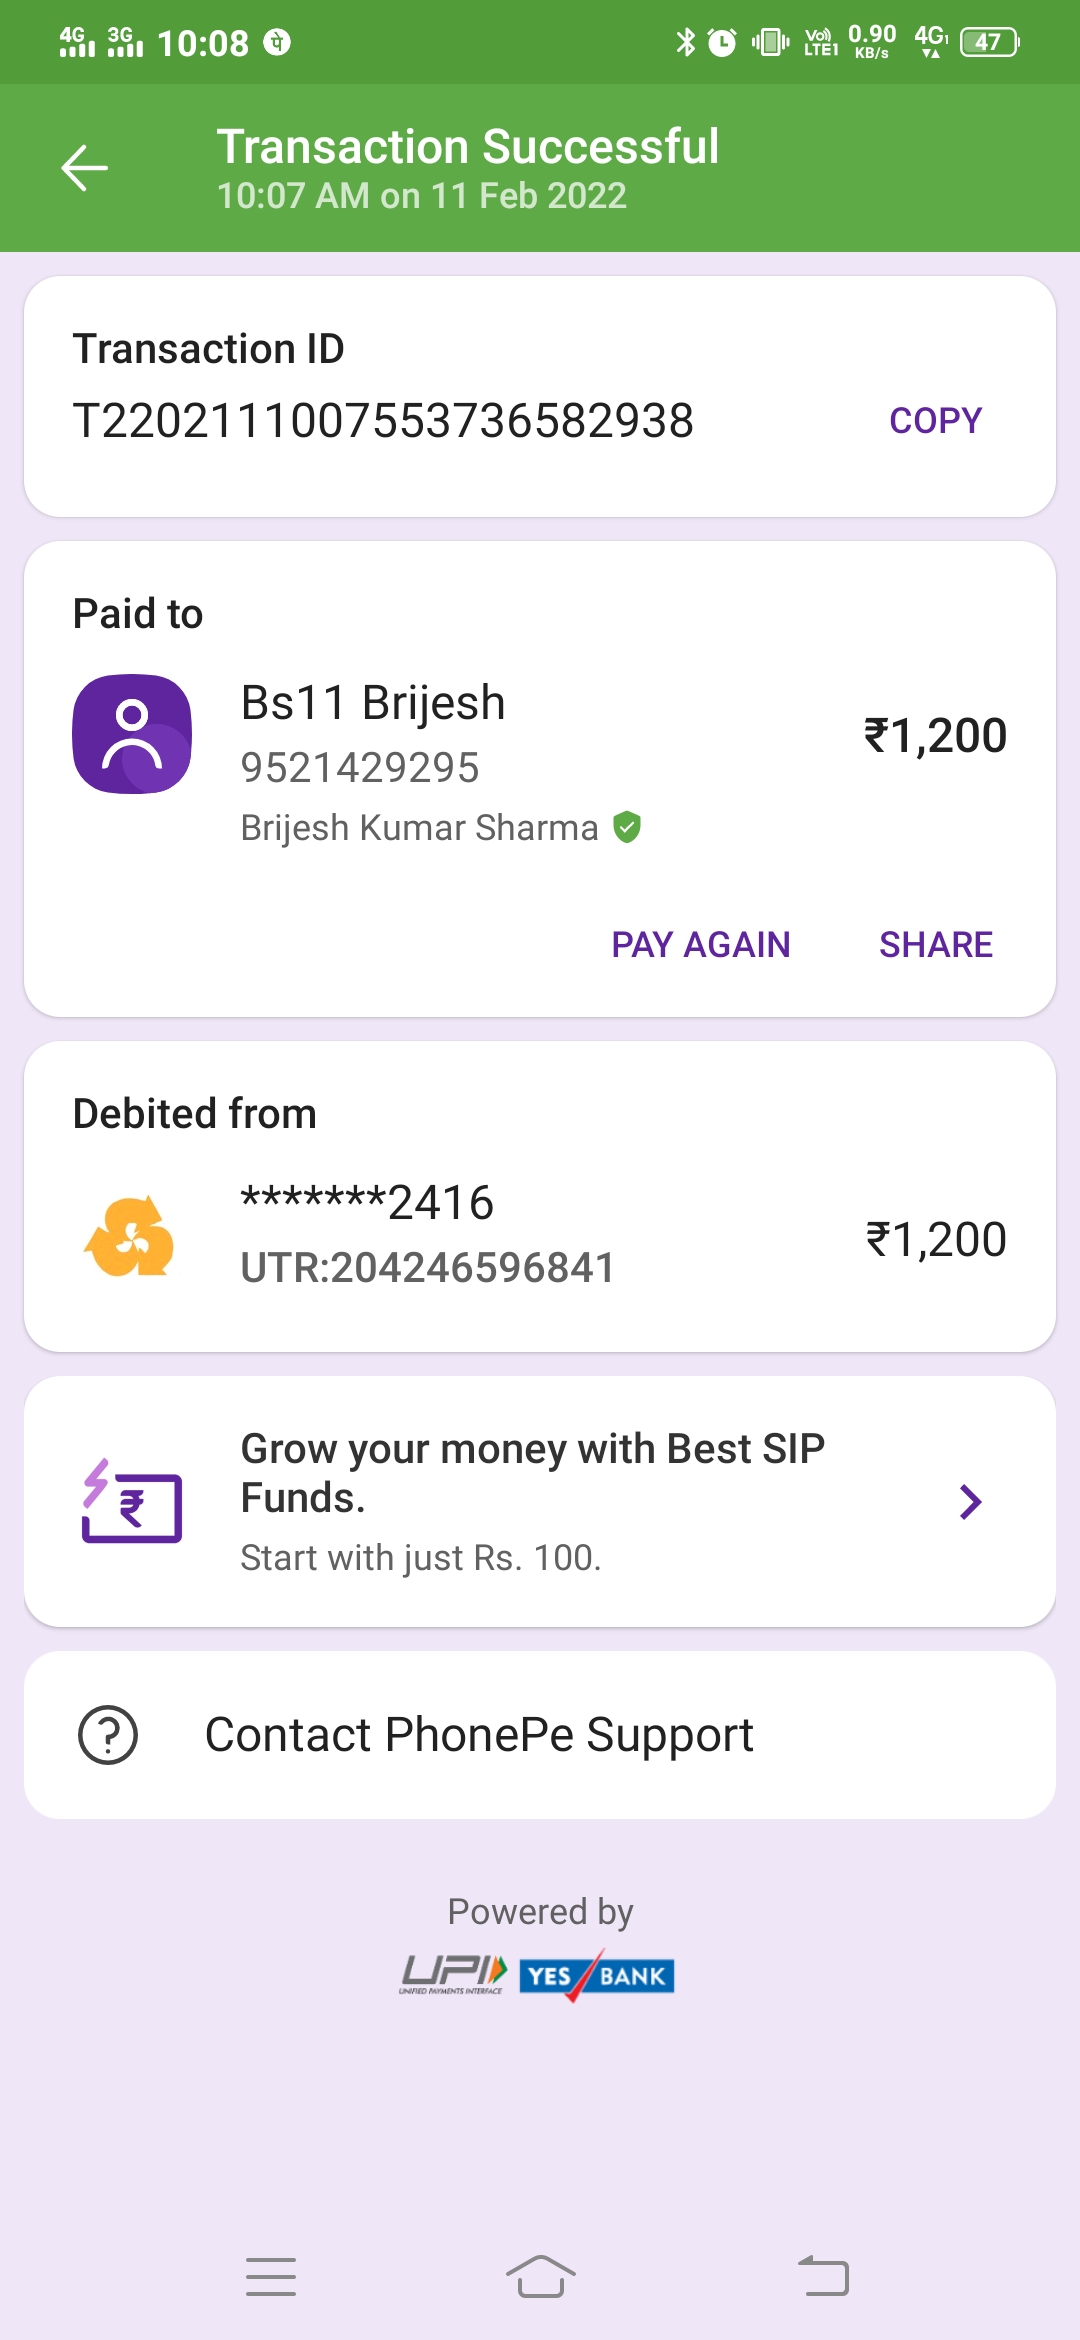 4G 3G 10:08 पे Vo) LTE1 0.90 KB/s 4G1 47
Transaction Successful
10:07 AM on 11 Feb 2022
Transaction ID
T2202111007553736582938 COPY
Paid to
Bs11 Brijesh
₹1,200
9521429295
Brijesh Kumar Sharma
PAY AGAIN SHARE
Debited from
*******2416
₹1,200
UTR:204246596841
Grow your money with Best SIP
Funds.
Start with just Rs. 100.
Contact PhonePe Support
Powered by
UPI YES BANK
UNIFIED PAYMENTS INTERFACE